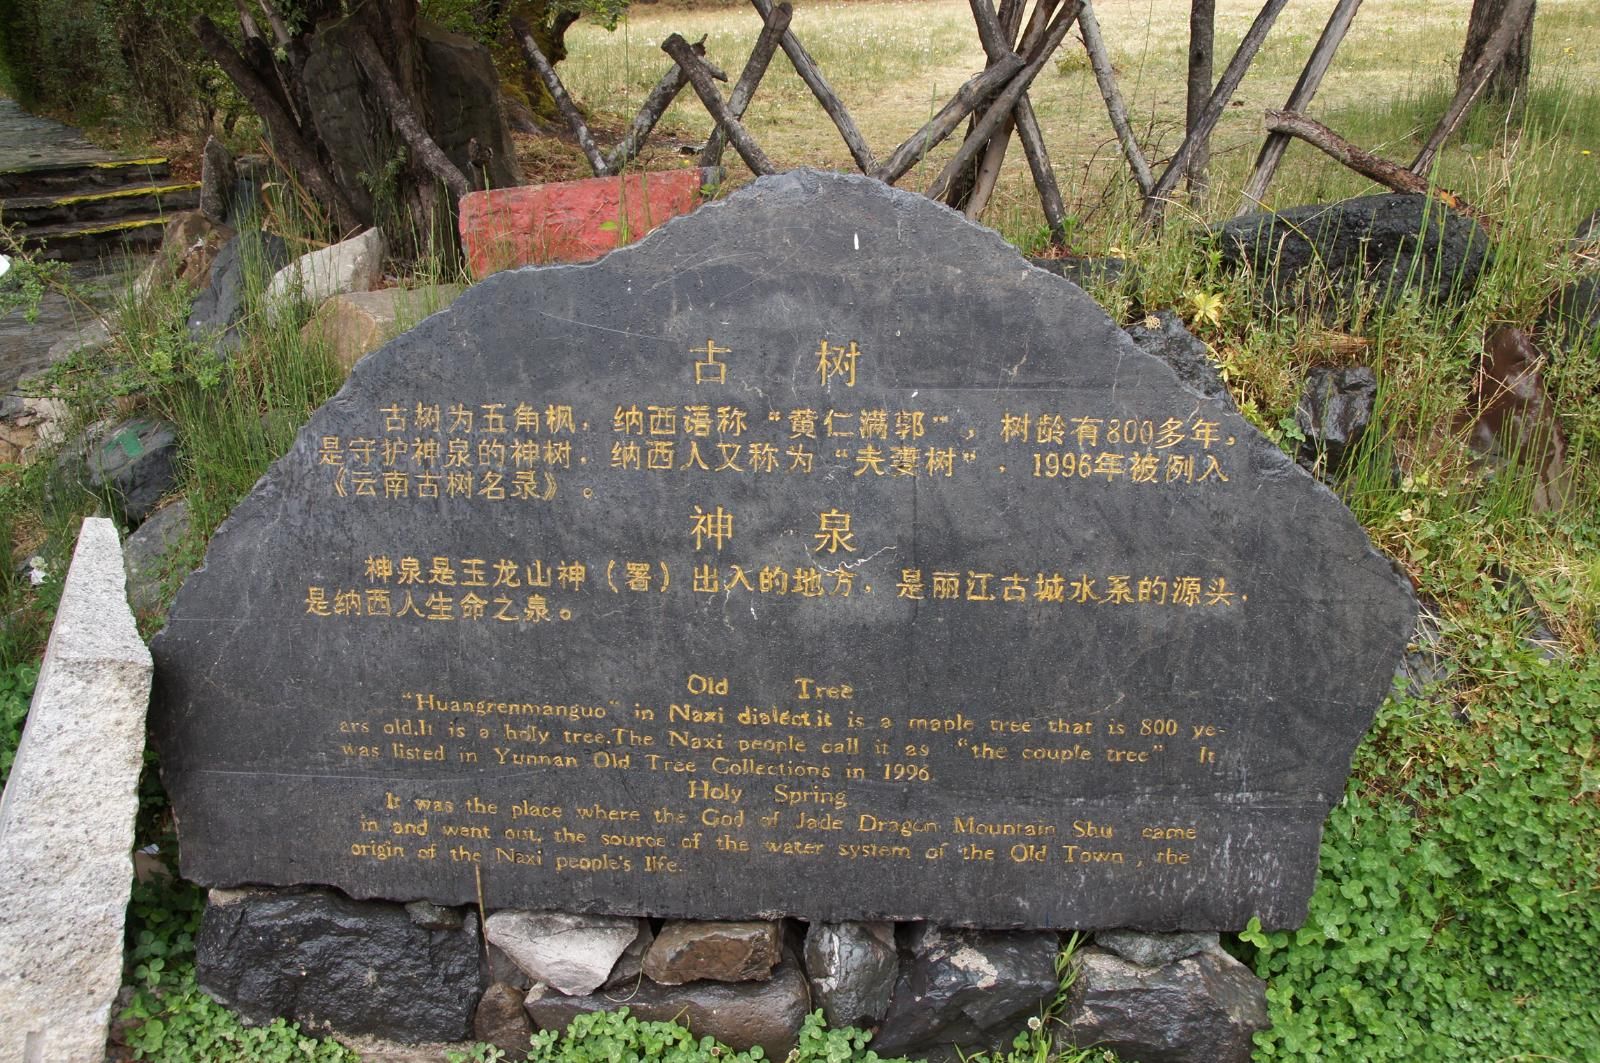 古 树
古树为五角枫，纳西语称“黄仁满郭”，树龄有800多年，
是守护神泉的神树，纳西人又称为“夫妻树”，1996年被例入
《云南古树名录》。
神 泉
神泉是玉龙山神（署）出入的地方，是丽江古城水系的源头，
是纳西人生命之泉。
Old Tree
“Huangrenmanguo” in Naxi dialect.it is a maple tree that is 800 ye-
ars old.It is a holy tree.The Naxi people call it as “the couple tree” It
was listed in Yunnan Old Tree Collections in 1996.
Holy Spring
It was the place where the God of Jade Dragon Mountain Shu came
in and went out, the source of the water system of the Old Town , the
origin of the Naxi people's life.